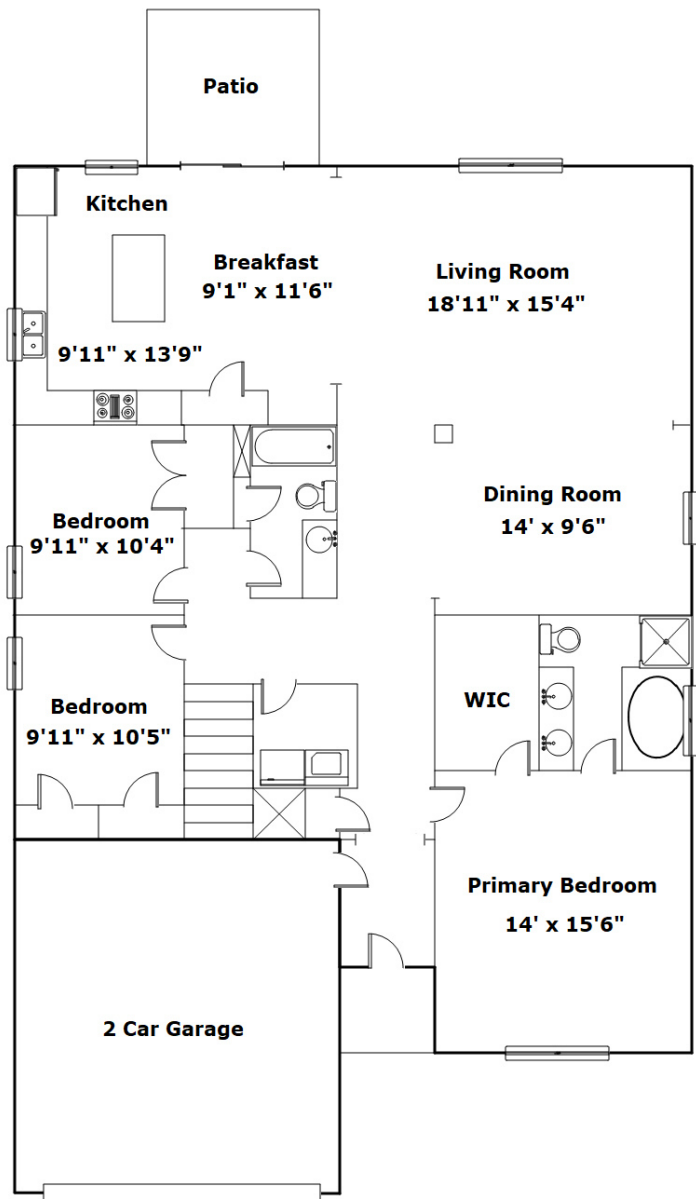 Patio
Kitchen
Breakfast
9'1" x 11'6"
Living Room
18'11" x 15'4"
9'11" x 13'9"
Dining Room
14' x 9'6"
Bedroom
9'11" x 10'4"
WIC
Bedroom
9'11" x 10'5"
Primary Bedroom
14' x 15'6"
2 Car Garage